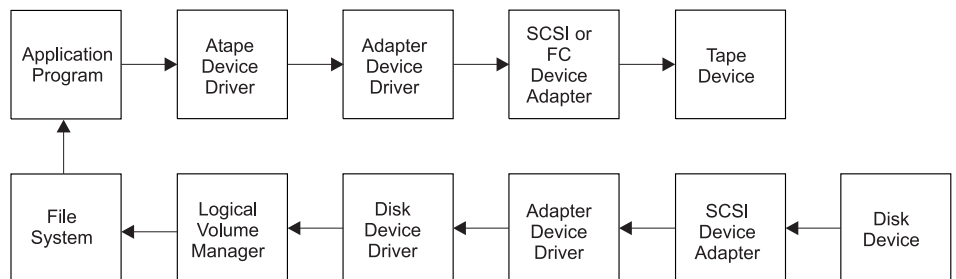 Application
Program
Atape
Device
Driver
Adapter
Device
Driver
SCSI or
FC
Device
Adapter
Tape
Device
File
System
Logical
Volume
Manager
Disk
Device
Driver
Adapter
Device
Driver
SCSI
Device
Adapter
Disk
Device